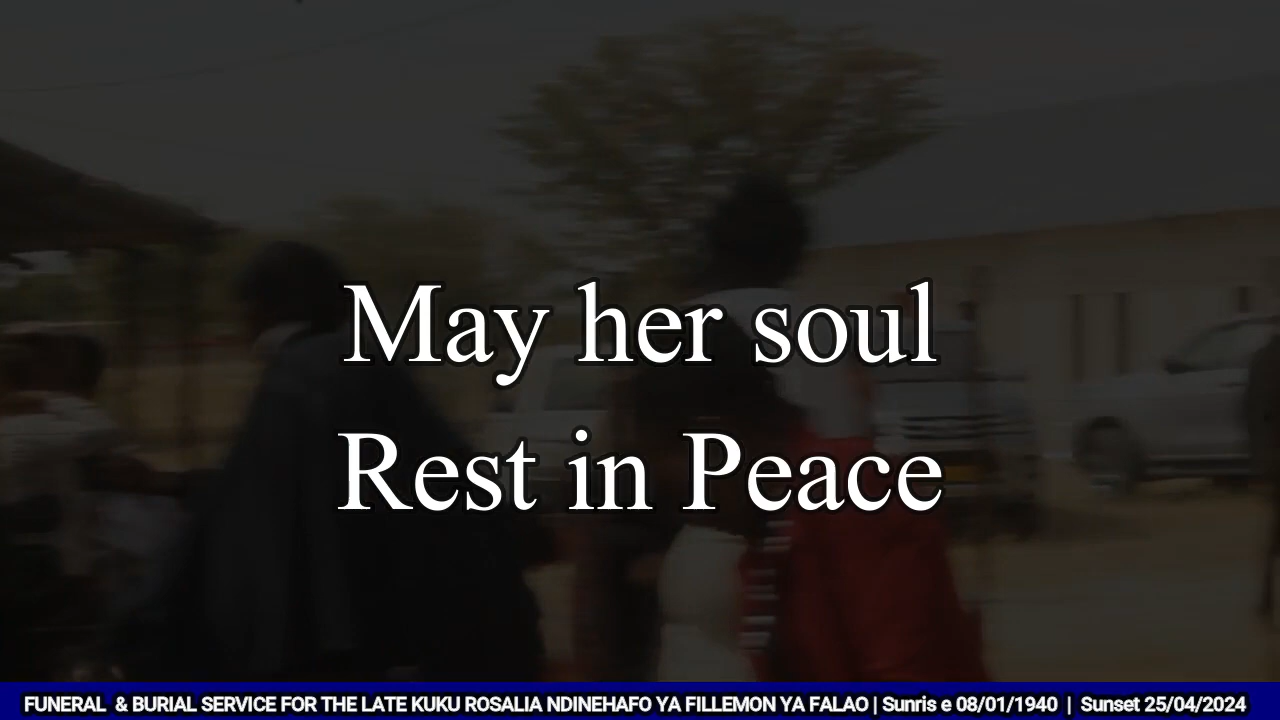 May her soul
Rest in Peace
FUNERAL & BURIAL SERVICE FOR THE LATE KUKU ROSALIA NDINEHAFO YA FILLEMON YA FALAO | Sunris e 08/01/1940 | Sunset 25/04/2024